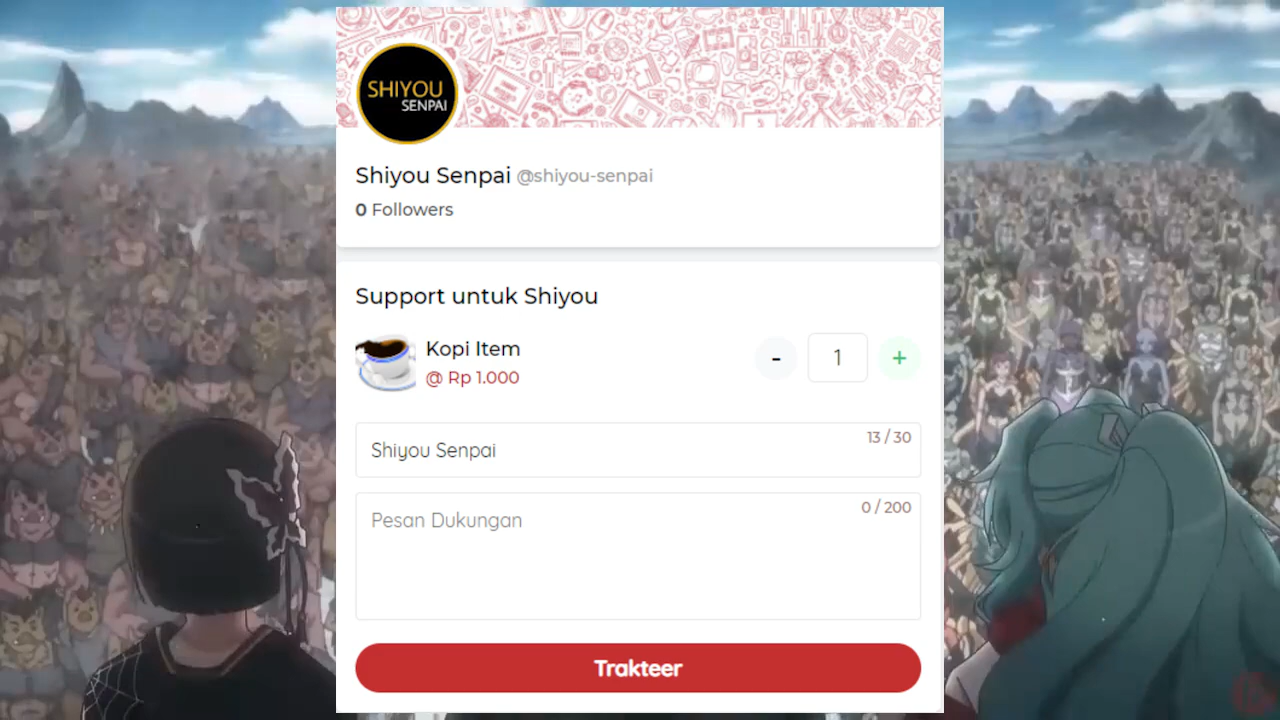 SHIYOU
SENPAI
Shiyou Senpai @shiyou-senpai
0 Followers
Support untuk Shiyou
Kopi Item
@ Rp 1.000
- 1 +
Shiyou Senpai 13 / 30
Pesan Dukungan 0 / 200
Trakteer